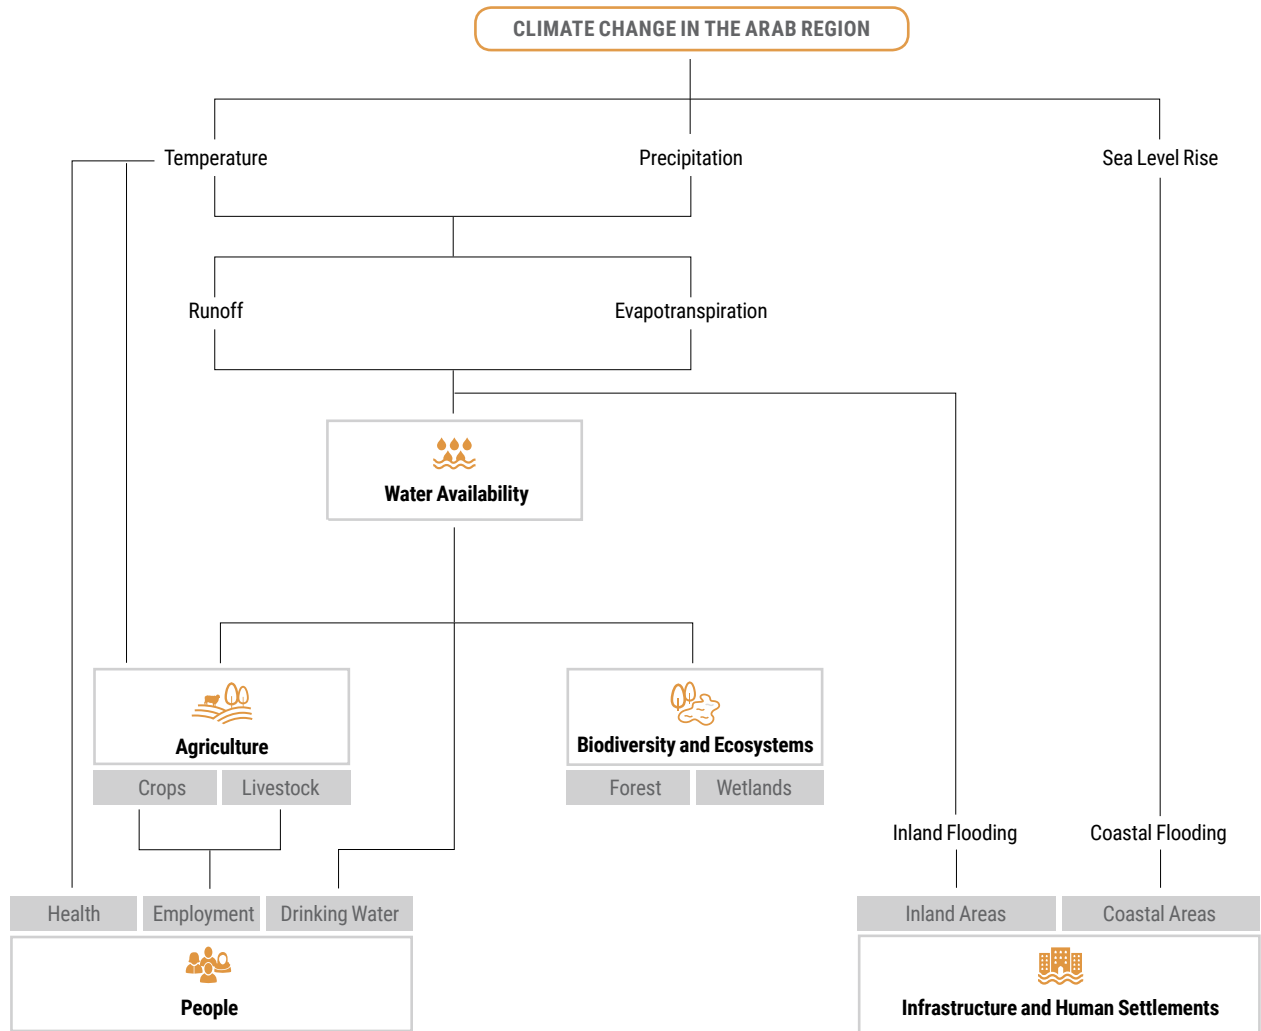 CLIMATE CHANGE IN THE ARAB REGION
Temperature
Precipitation
Sea Level Rise
Runoff
Evapotranspiration
Water Availability
Agriculture
Biodiversity and Ecosystems
Crops
Livestock
Forest
Wetlands
Inland Flooding
Coastal Flooding
Health
Employment
Drinking Water
Inland Areas
Coastal Areas
People
Infrastructure and Human Settlements